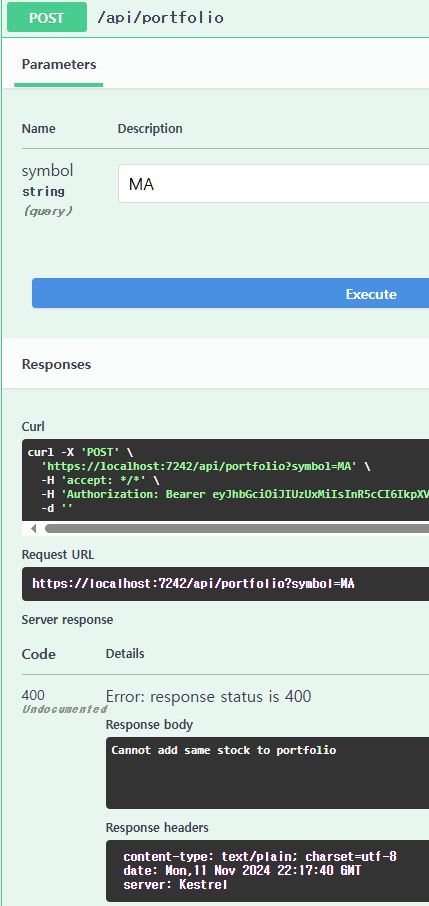 POST /api/portfolio
Parameters
Name Description
symbol MA
string
(query)
Execute
Responses
Curl
curl -X 'POST' \
'https://localhost:7242/api/portfolio?symbol=MA' \
-H 'accept: */*' \
-H 'Authorization: Bearer eyJhbGciOiJIUzUxMiIsInR5cCI6IkpXV
-d ''
Request URL
https://localhost:7242/api/portfolio?symbol=MA
Server response
Code Details
400 Error: response status is 400
Undocumented
Response body
Cannot add same stock to portfolio
Response headers
content-type: text/plain; charset=utf-8
date: Mon,11 Nov 2024 22:17:40 GMT
server: Kestrel